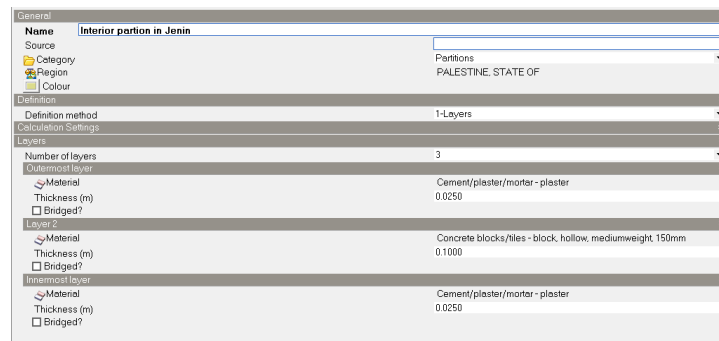 General
Name Interior partion in Jenin
Source
Category Partitions
Region PALESTINE, STATE OF
Colour
Definition
Definition method 1-Layers
Calculation Settings
Layers
Number of layers 3
Outermost layer
Material Cement/plaster/mortar - plaster
Thickness (m) 0.0250
Bridged?
Layer 2
Material Concrete blocks/tiles - block, hollow, mediumweight, 150mm
Thickness (m) 0.1000
Bridged?
Innermost layer
Material Cement/plaster/mortar - plaster
Thickness (m) 0.0250
Bridged?